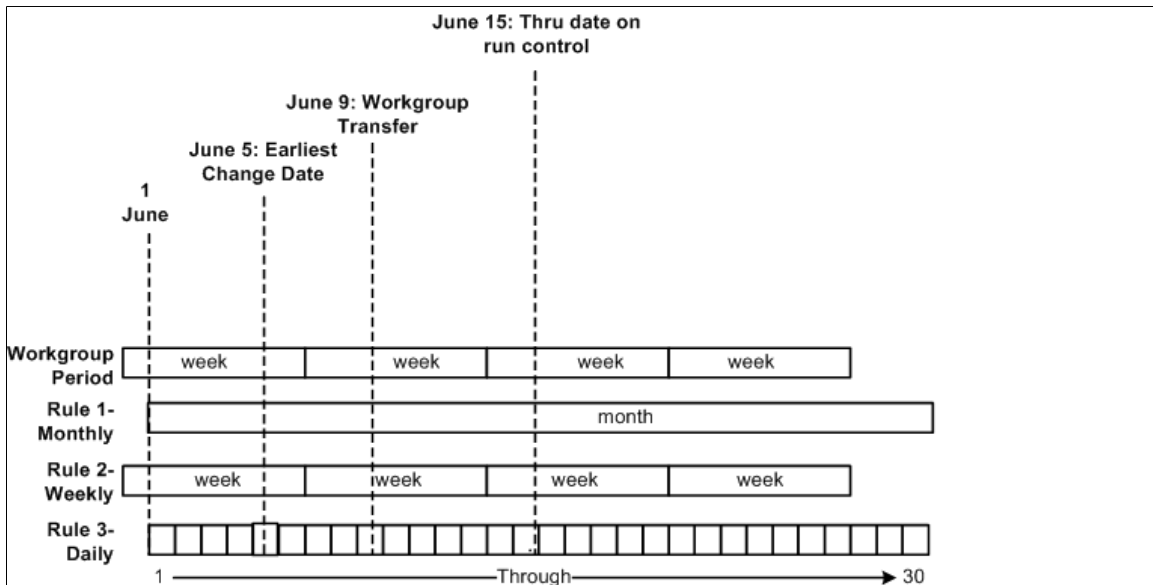 June 15: Thru date on
run control
June 9: Workgroup
Transfer
June 5: Earliest
Change Date
1
June
Workgroup
Period
week week week week
Rule 1-
Monthly
month
Rule 2-
Weekly
week week week week
Rule 3-
Daily
1 Through 30